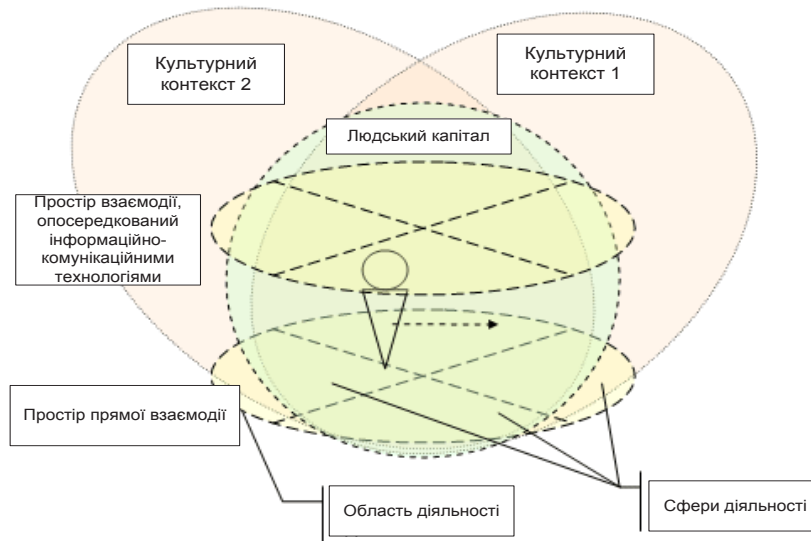 Культурний
контекст 2
Культурний
контекст 1
Людський капітал
Простір взаємодії,
опосередкований
інформаційно-
комунікаційними
технологіями
Простір прямої взаємодії
Область діяльності
Сфери діяльності